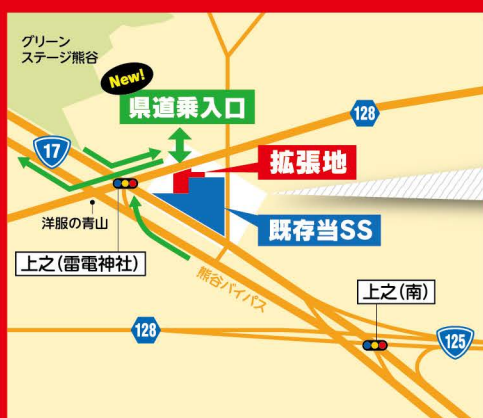 グリーン
ステージ熊谷
New!
県道乗入口
128
17
拡張地
洋服の青山
既存当SS
上之(雷電神社)
熊谷バイパス
上之(南)
128
125